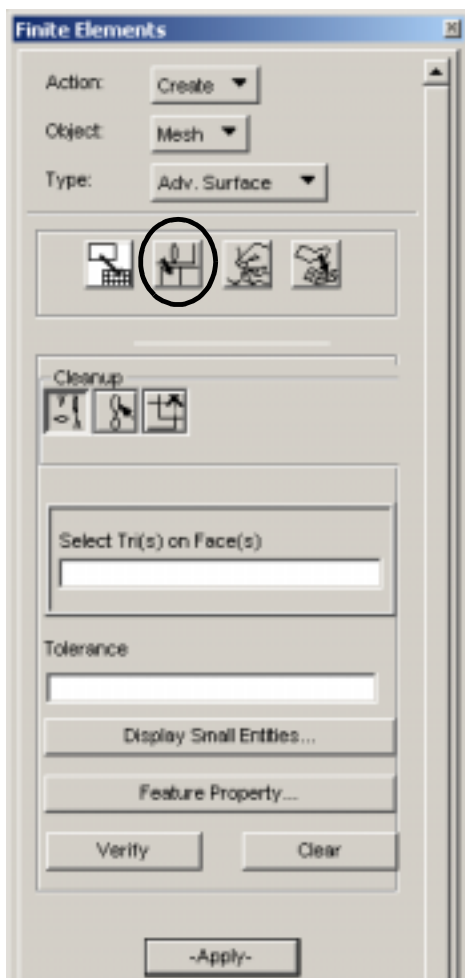 Finite Elements
Action: Create
Object: Mesh
Type: Adv. Surface
Cleanup
Select Tri(s) on Face(s)
Tolerance
Display Small Entities...
Feature Property...
Verify Clear
-Apply-